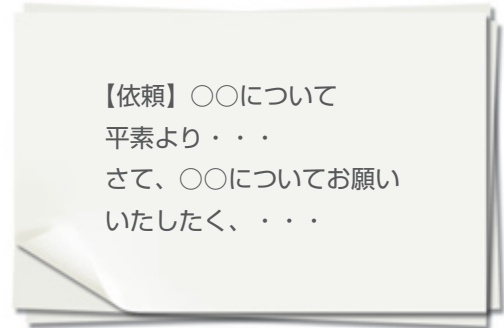 【依頼】○○について
平素より・・・
さて、○○についてお願い
いたしたく、・・・